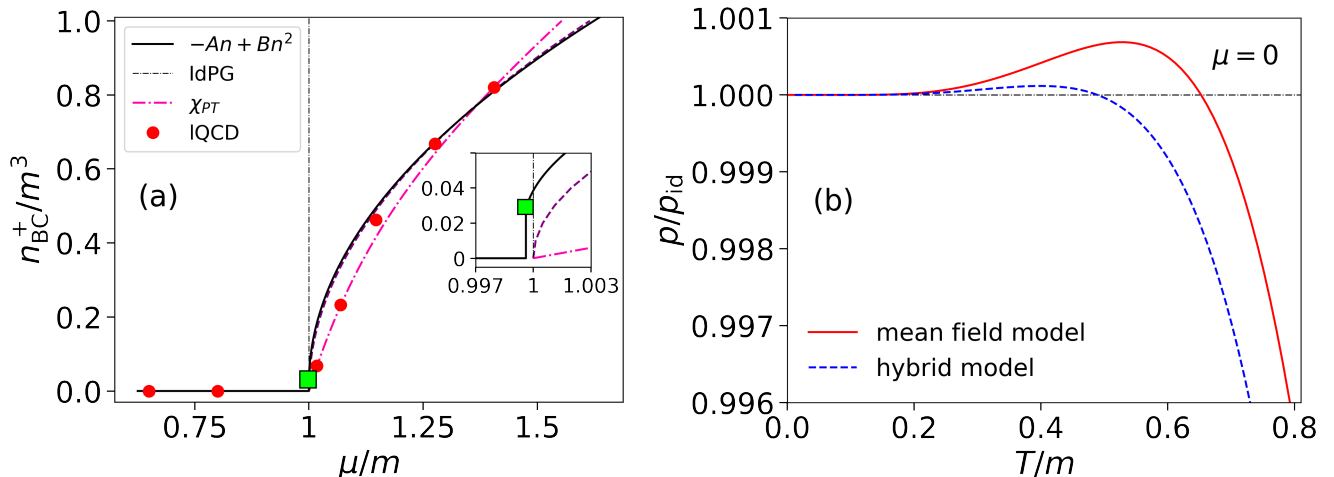 1.0
0.8
0.6
0.4
0.2
0.0
n⁺_BC/m³
−An + Bn²
IdPG
χ_PT
lQCD
(a)
0.04
0.02
0
0.997 1 1.003
0.75 1 1.25 1.5
μ/m
1.001
1.000
0.999
0.998
0.997
0.996
p/p_id
μ = 0
(b)
mean field model
hybrid model
0.0 0.2 0.4 0.6 0.8
T/m